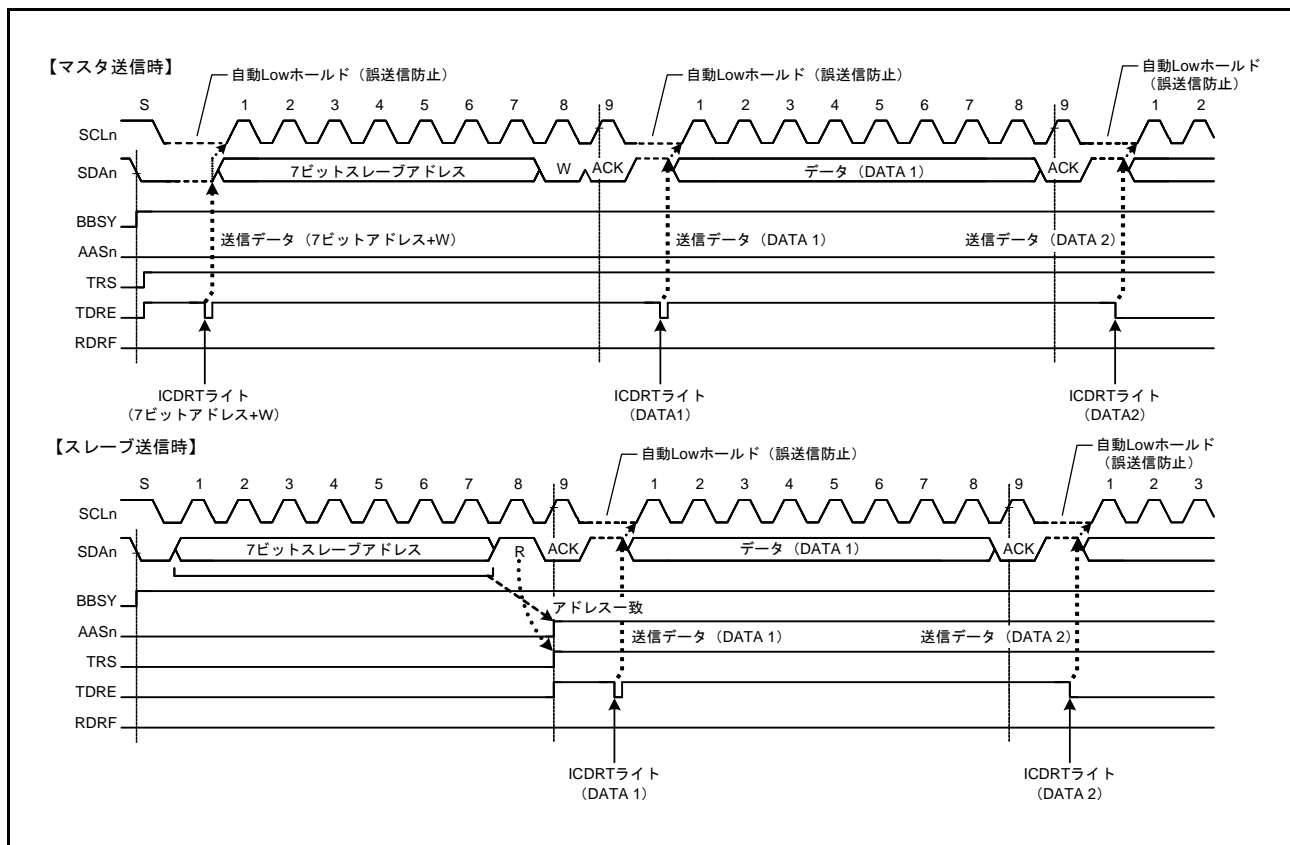 【マスタ送信時】
自動Lowホールド（誤送信防止）
自動Lowホールド（誤送信防止）
自動Lowホールド
（誤送信防止）
S 1 2 3 4 5 6 7 8 9 1 2 3 4 5 6 7 8 9 1 2
SCLn
SDAn 7ビットスレーブアドレス W ACK データ（DATA 1） ACK
BBSY
送信データ（7ビットアドレス+W） 送信データ（DATA 1） 送信データ（DATA 2）
AASn
TRS
TDRE
RDRF
ICDRTライト
（7ビットアドレス+W）
ICDRTライト
（DATA1）
ICDRTライト
（DATA2）
【スレーブ送信時】
自動Lowホールド（誤送信防止）
自動Lowホールド
（誤送信防止）
S 1 2 3 4 5 6 7 8 9 1 2 3 4 5 6 7 8 9 1 2 3
SCLn
SDAn 7ビットスレーブアドレス R ACK データ（DATA 1） ACK
BBSY
アドレス一致
AASn
送信データ（DATA 1） 送信データ（DATA 2）
TRS
TDRE
RDRF
ICDRTライト
（DATA 1）
ICDRTライト
（DATA 2）